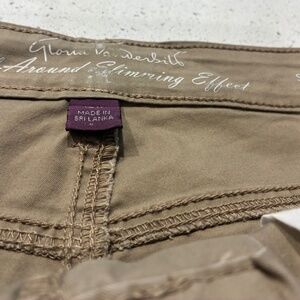 Gloria Vanderbilt
Around Slimming Effect
MADE IN
SRI LANKA